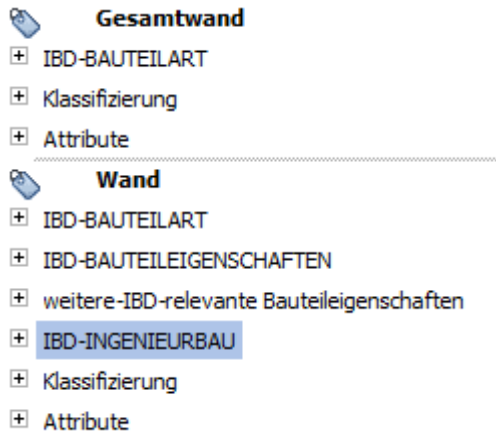 Gesamtwand
IBD-BAUTEILART
Klassifizierung
Attribute
Wand
IBD-BAUTEILART
IBD-BAUTEILEIGENSCHAFTEN
weitere-IBD-relevante Bauteileigenschaften
IBD-INGENIEURBAU
Klassifizierung
Attribute